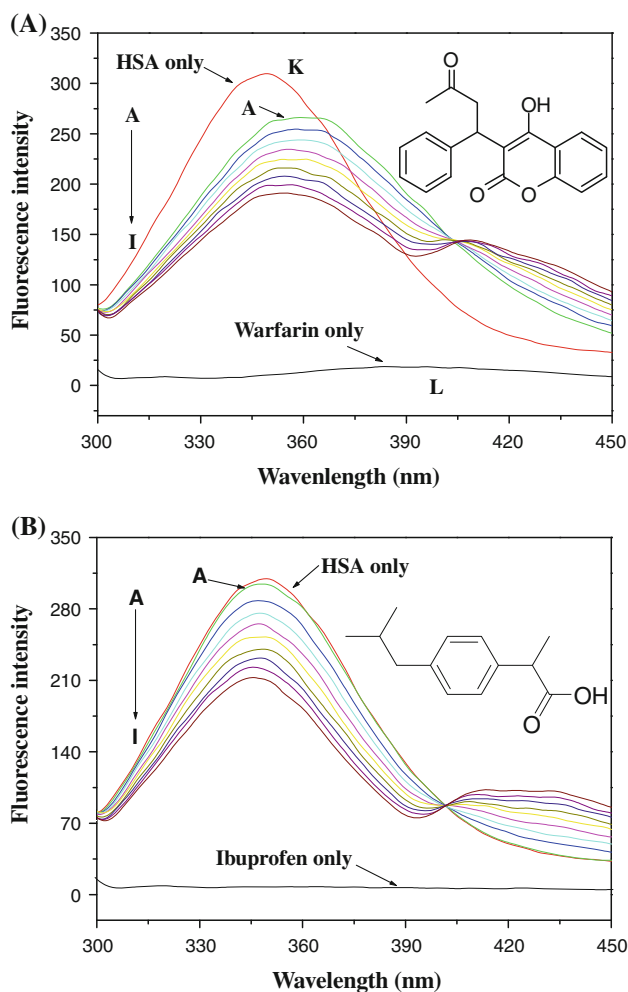 (A)
350
300
250
200
150
100
50
0
Fluorescence intensity
HSA only
K
A
A
I
O
OH
O
O
Warfarin only
L
300
330
360
390
420
450
Wavenlength (nm)
(B)
350
280
210
140
70
0
Fluorescence intensity
A
HSA only
A
I
OH
O
Ibuprofen only
300
330
360
390
420
450
Wavelength (nm)